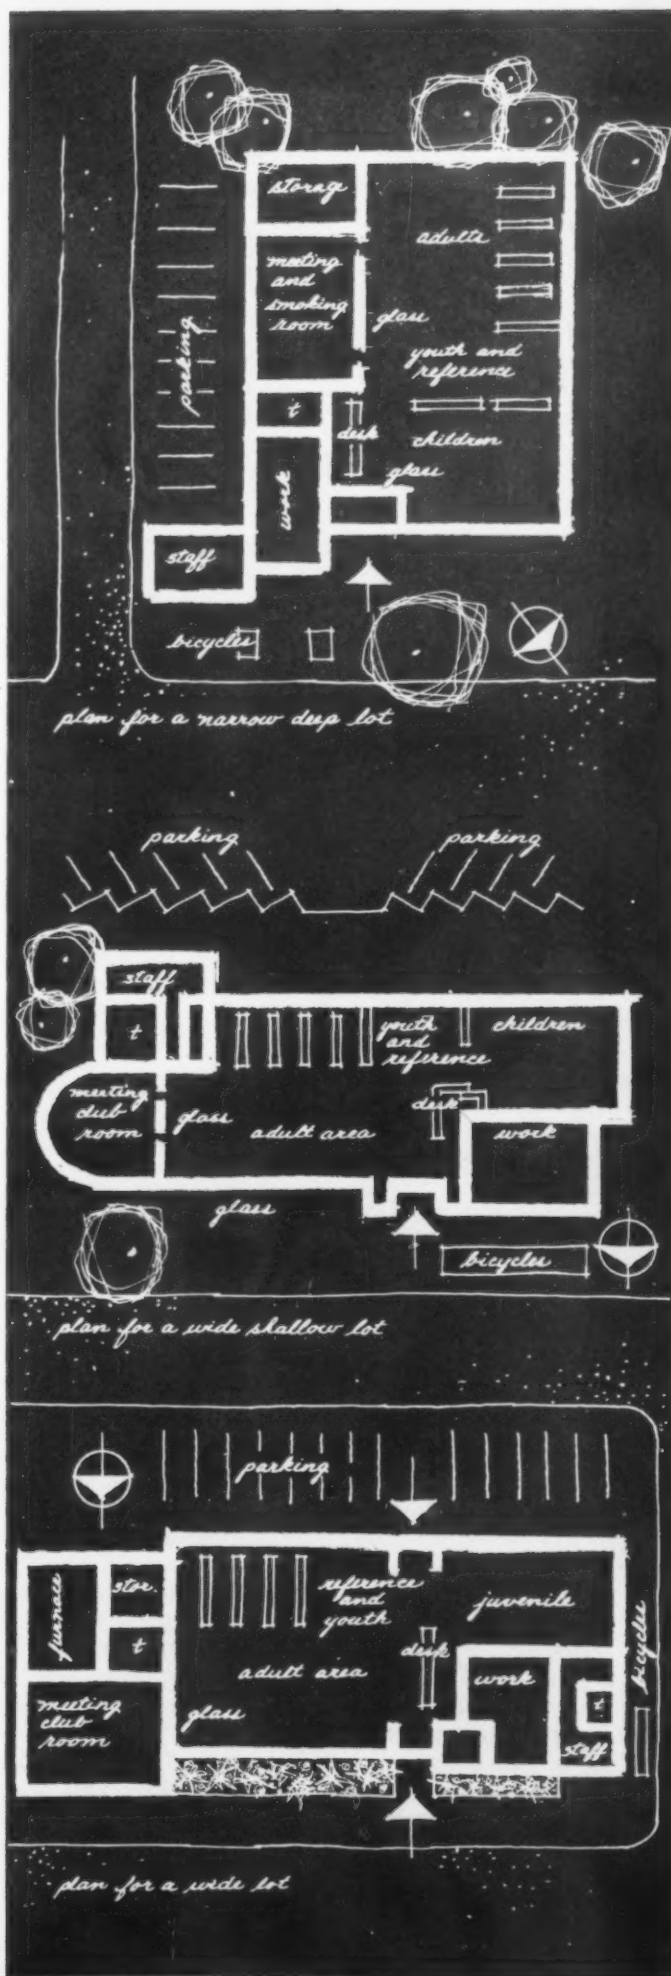 storage
adults
meeting
and
smoking
room
glass
parking
youth and
reference
t
desk
children
glass
work
staff
bicycles
plan for a narrow deep lot
parking
parking
staff
t
youth
and
reference
children
meeting
club
room
glass
desk
adult area
work
glass
bicycles
plan for a wide shallow lot
parking
furnace
stor.
reference
and
youth
juvenile
t
desk
adult area
work
bicycles
meeting
club
room
glass
t
staff
plan for a wide lot